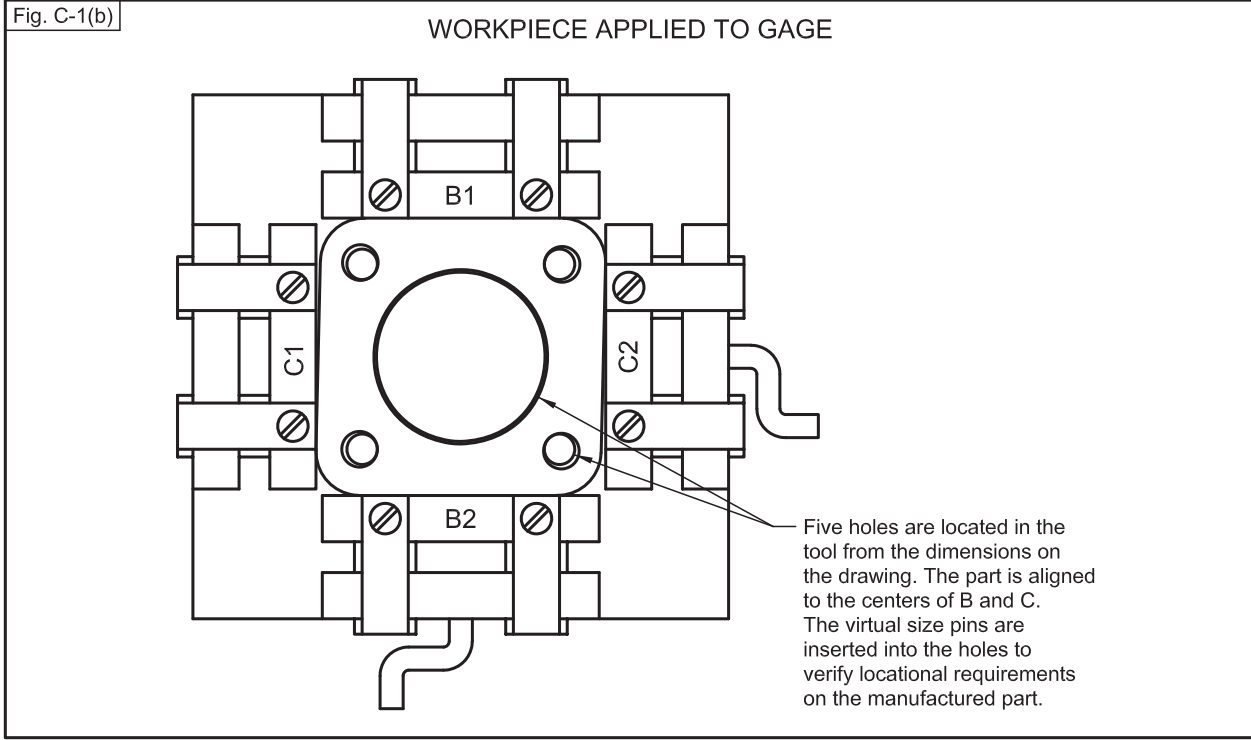 Fig. C-1(b)
WORKPIECE APPLIED TO GAGE
B1
C1
C2
B2
Five holes are located in the
tool from the dimensions on
the drawing. The part is aligned
to the centers of B and C.
The virtual size pins are
inserted into the holes to
verify locational requirements
on the manufactured part.